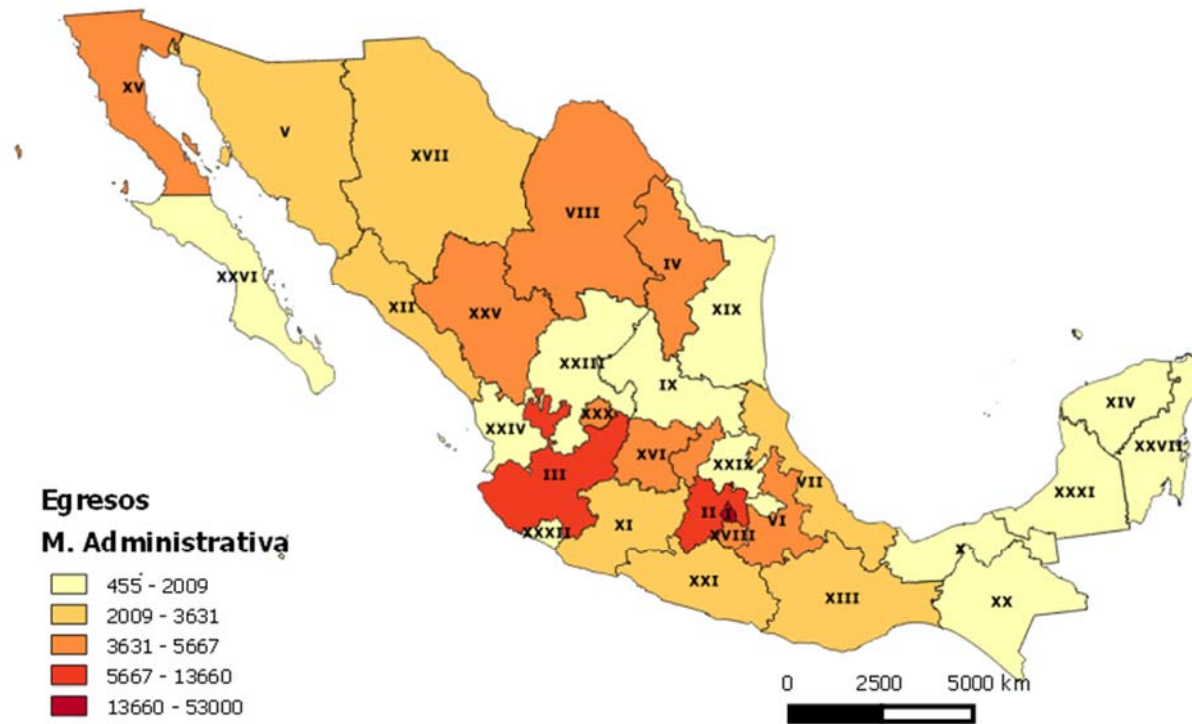 XV
V
XVII
VIII
IV
XXVI
XII
XXV
XIX
XXIII
IX
XXX
XXIV
XIV
XVI
XXIX
XXVII
III
VII
XXXI
II I
VI
XI
XXXII
XVIII
X
XXI
XIII
XX
Egresos
M. Administrativa
455 - 2009
2009 - 3631
3631 - 5667
5667 - 13660
13660 - 53000
0 2500 5000 km